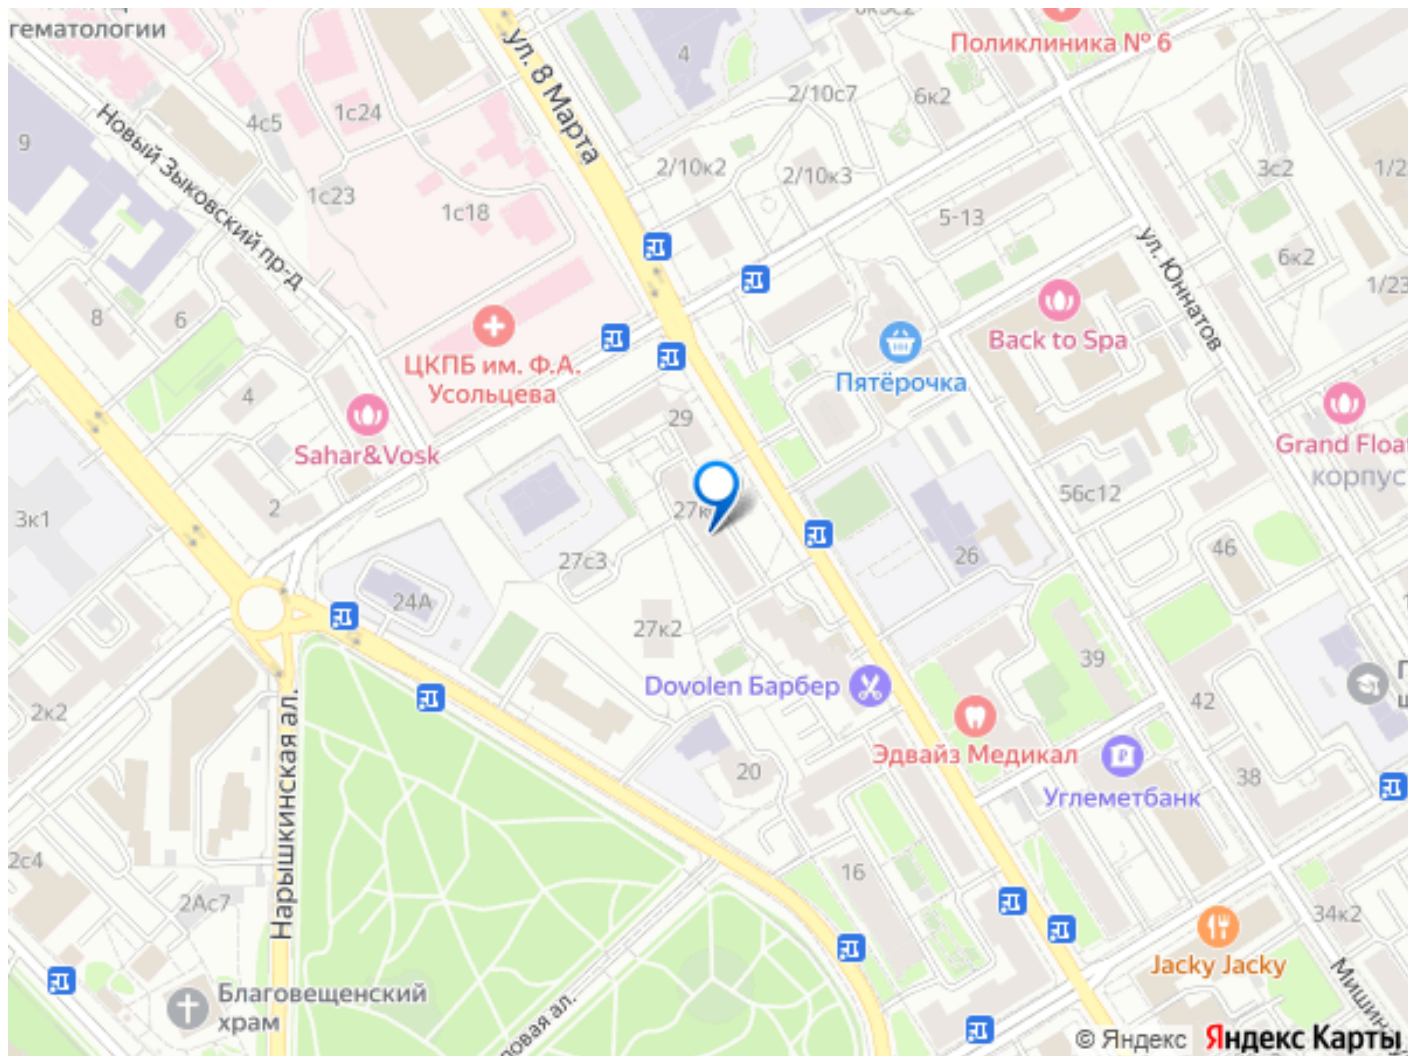 гематологии
ул. 8 Марта
4
Поликлиника № 6
2/10с7
6к2
1с24
4с5
9
Новый Зыковский пр-д
2/10к2
2/10к3
3с2
1/2
1с23
1с18
5-13
ул. Юннатов
6к2
1/23
8
6
ЦКПБ им. Ф.А.
Усольцева
Back to Spa
Пятёрочка
4
29
Sahar&Vosk
Grand Float
корпус
2
3к1
27к
56с12
27с3
46
26
24А
27к2
39
Dovolen Барбер
2к2
Нарышкинская ал.
42
Эдвайз Медикал
20
38
Углеметбанк
2с4
16
2Ас7
34к2
Jacky Jacky
Благовещенский
храм
© Яндекс Яндекс Карты